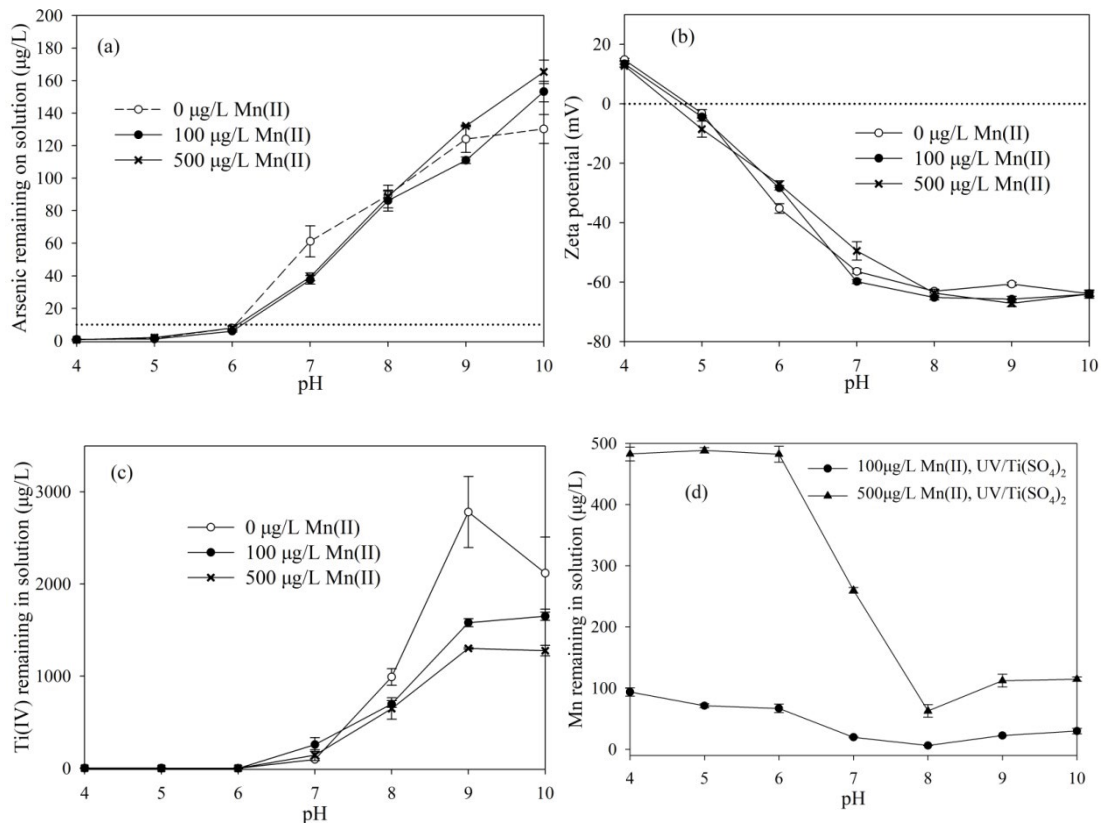 (a)
Arsenic remaining on solution (μg/L)
200
180
160
140
120
100
80
60
40
20
0
0 μg/L Mn(II)
100 μg/L Mn(II)
500 μg/L Mn(II)
4 5 6 7 8 9 10
pH
(b)
Zeta potential (mV)
20
0
-20
-40
-60
-80
0 μg/L Mn(II)
100 μg/L Mn(II)
500 μg/L Mn(II)
4 5 6 7 8 9 10
pH
(c)
Ti(IV) remaining in solution (μg/L)
3000
2000
1000
0
0 μg/L Mn(II)
100 μg/L Mn(II)
500 μg/L Mn(II)
4 5 6 7 8 9 10
pH
(d)
Mn remaining in solution (μg/L)
500
400
300
200
100
0
100μg/L Mn(II), UV/Ti(SO₄)₂
500μg/L Mn(II), UV/Ti(SO₄)₂
4 5 6 7 8 9 10
pH